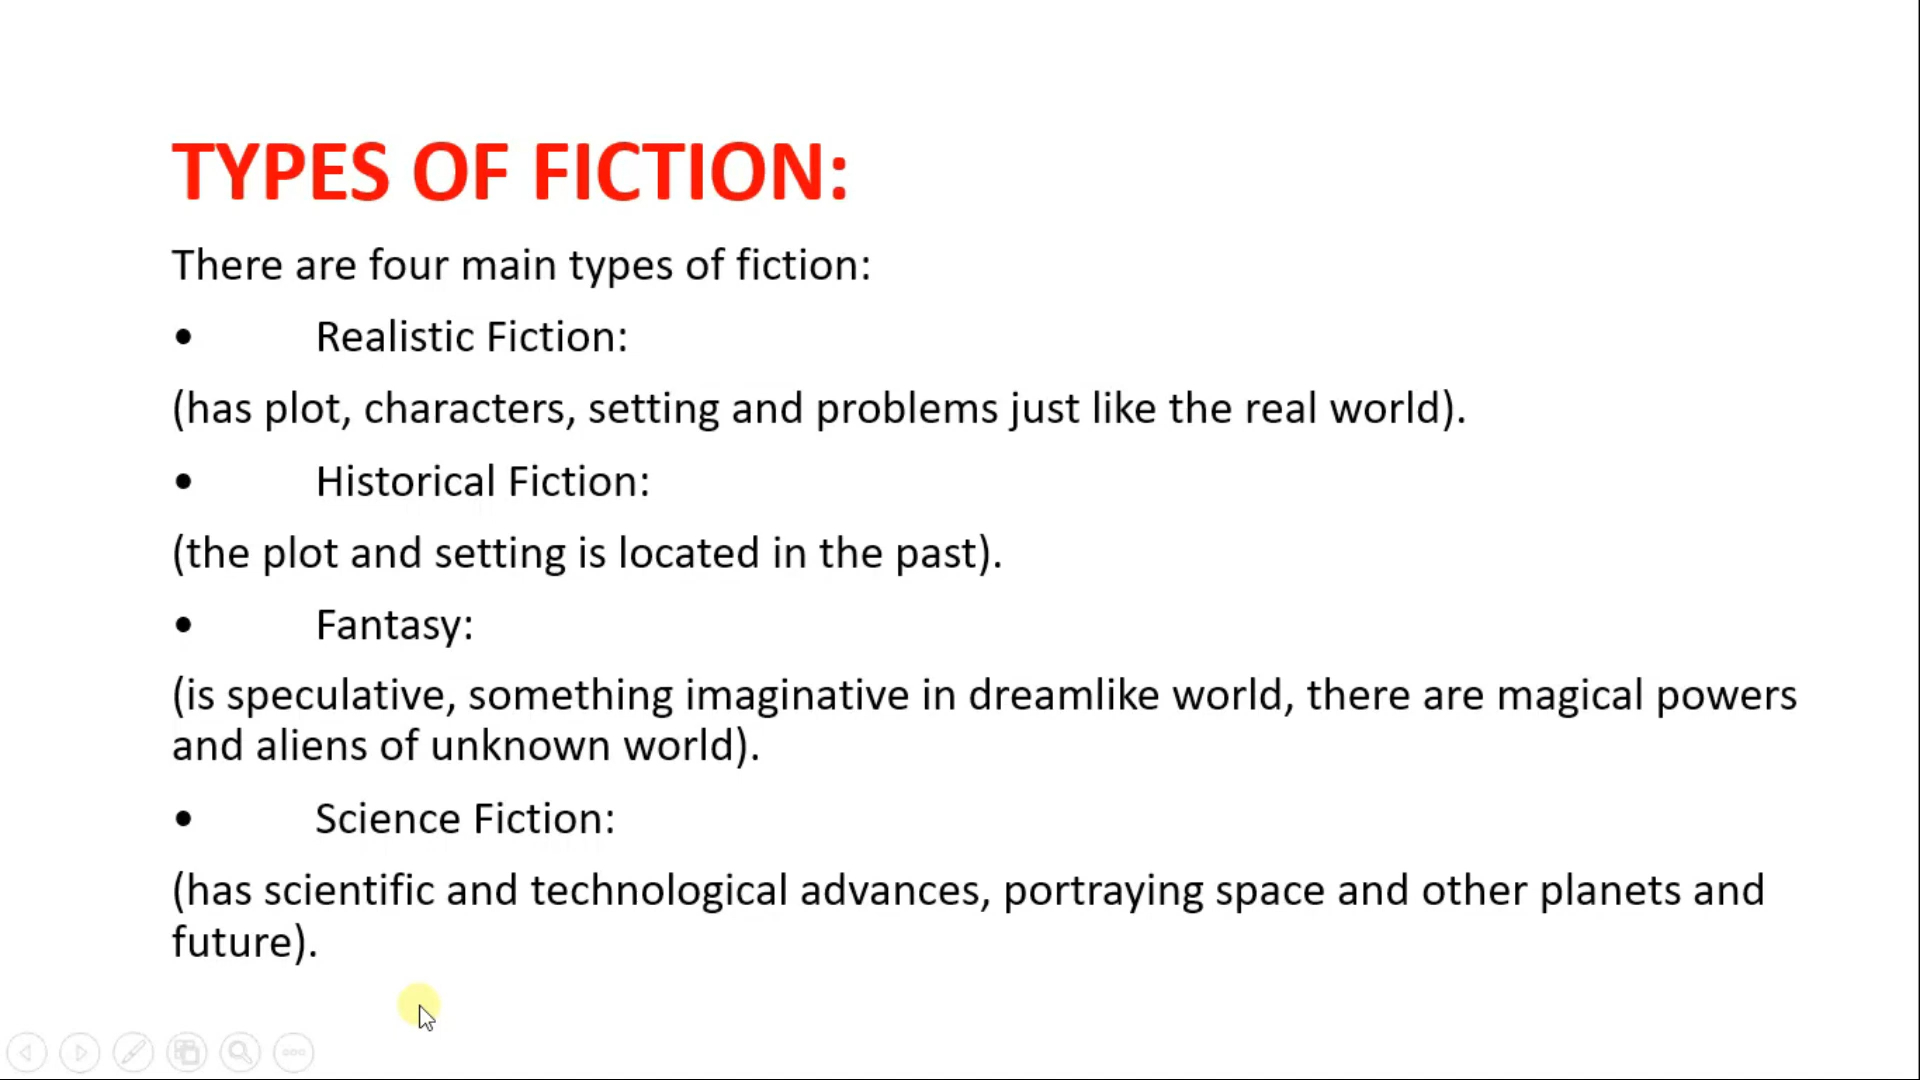 TYPES OF FICTION:
There are four main types of fiction:
• Realistic Fiction:
(has plot, characters, setting and problems just like the real world).
• Historical Fiction:
(the plot and setting is located in the past).
• Fantasy:
(is speculative, something imaginative in dreamlike world, there are magical powers
and aliens of unknown world).
• Science Fiction:
(has scientific and technological advances, portraying space and other planets and
future).